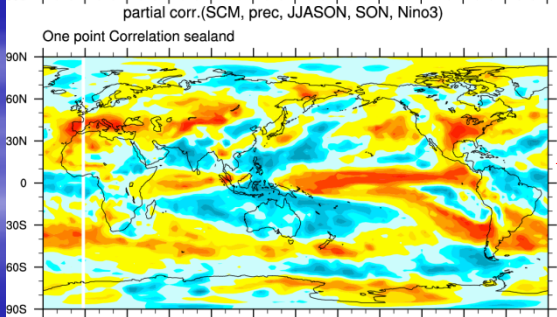 partial corr.(SCM, prec, JJASON, SON, Nino3)
One point Correlation sealand
90N
60N
30N
0
30S
60S
90S